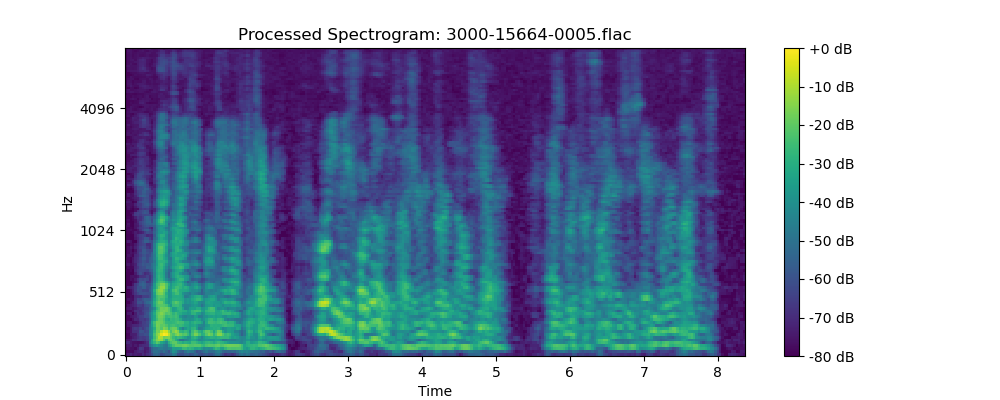 Processed Spectrogram: 3000-15664-0005.flac
Hz
4096
2048
1024
512
0
0 1 2 3 4 5 6 7 8
Time
+0 dB
-10 dB
-20 dB
-30 dB
-40 dB
-50 dB
-60 dB
-70 dB
-80 dB